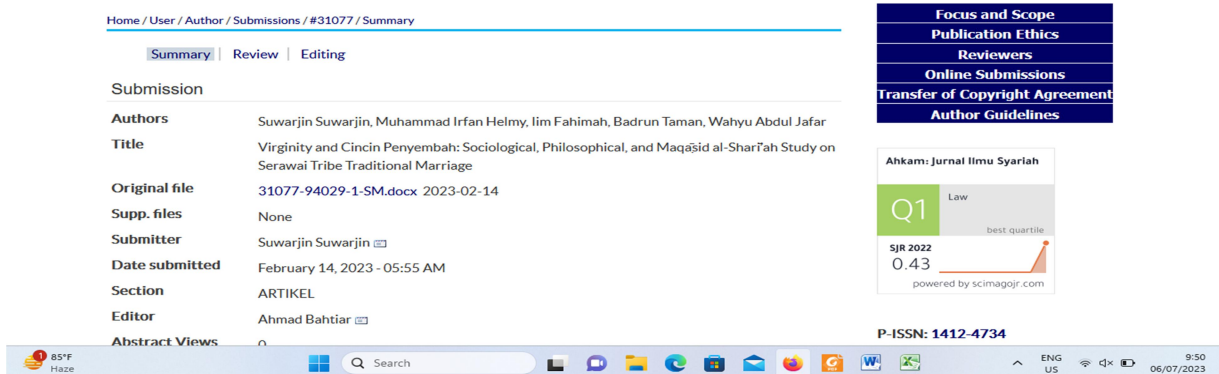 Home / User / Author / Submissions / #31077 / Summary
Summary Review Editing
Submission
Authors Suwarjin Suwarjin, Muhammad Irfan Helmy, Iim Fahimah, Badrun Taman, Wahyu Abdul Jafar
Title Virginity and Cincin Penyembah: Sociological, Philosophical, and Maqaṣid al-Shari'ah Study on
Serawai Tribe Traditional Marriage
Original file 31077-94029-1-SM.docx 2023-02-14
Supp. files None
Submitter Suwarjin Suwarjin
Date submitted February 14, 2023 - 05:55 AM
Section ARTIKEL
Editor Ahmad Bahtiar
Abstract Views 0
Focus and Scope
Publication Ethics
Reviewers
Online Submissions
Transfer of Copyright Agreement
Author Guidelines
Ahkam: Jurnal Ilmu Syariah
Q1 Law
best quartile
SJR 2022
0.43
powered by scimagojr.com
P-ISSN: 1412-4734
1 85°F
Haze
Search
ENG
US
9:50
06/07/2023